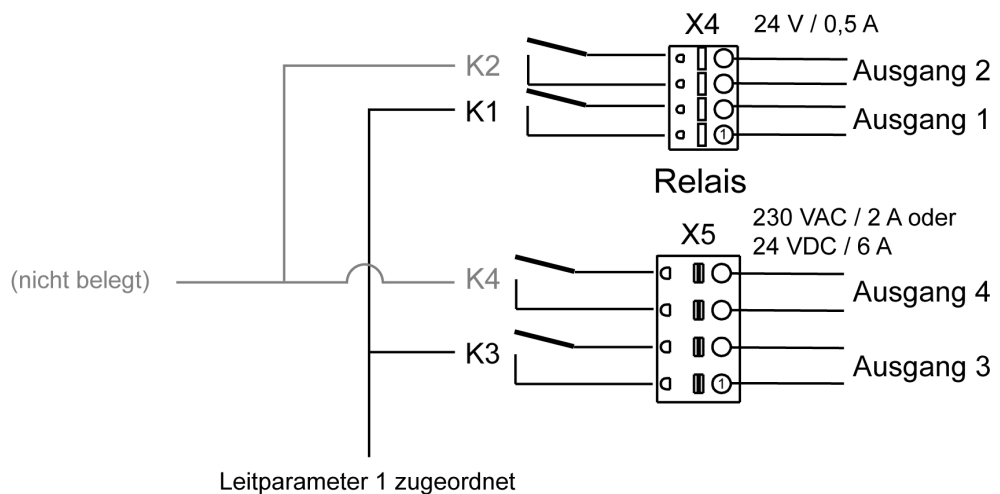 X4 24 V / 0,5 A
K2
Ausgang 2
K1
Ausgang 1
1
Relais
X5
230 VAC / 2 A oder
24 VDC / 6 A
(nicht belegt)
K4
Ausgang 4
K3
Ausgang 3
1
Leitparameter 1 zugeordnet